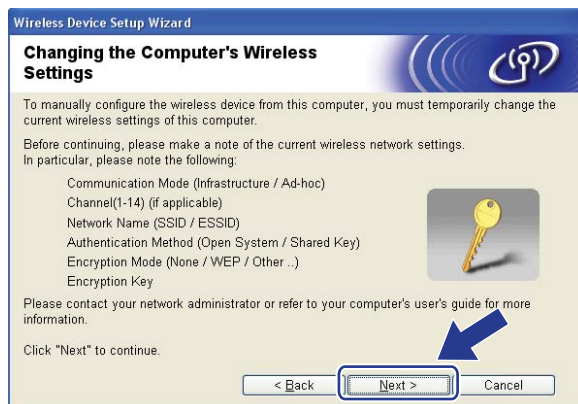 Wireless Device Setup Wizard
Changing the Computer's Wireless
Settings
To manually configure the wireless device from this computer, you must temporarily change the
current wireless settings of this computer.
Before continuing, please make a note of the current wireless network settings.
In particular, please note the following:
Communication Mode (Infrastructure / Ad-hoc)
Channel(1-14) (if applicable)
Network Name (SSID / ESSID)
Authentication Method (Open System / Shared Key)
Encryption Mode (None / WEP / Other ..)
Encryption Key
Please contact your network administrator or refer to your computer's user's guide for more
information.
Click "Next" to continue.
< Back Next > Cancel